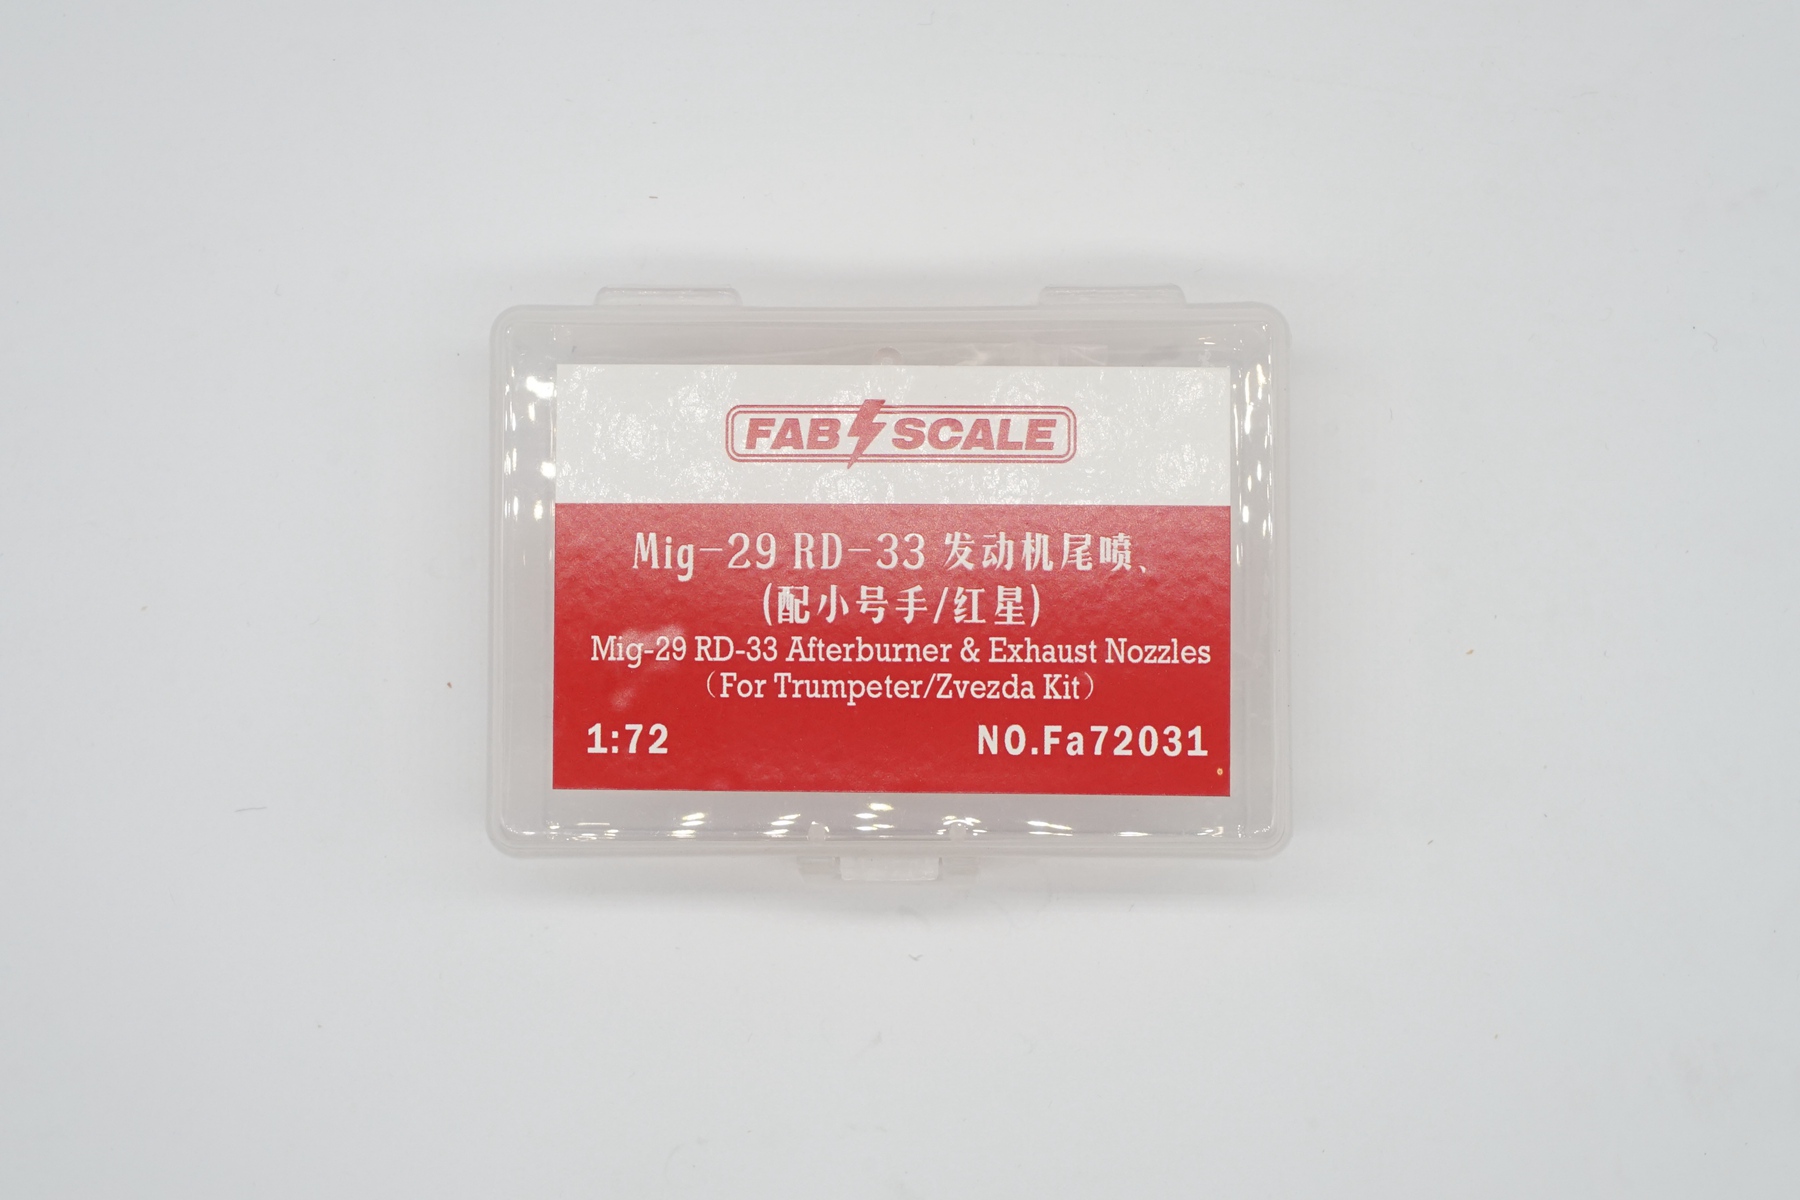 FAB SCALE
Mig-29 RD-33 发动机尾喷、
(配小号手/红星)
Mig-29 RD-33 Afterburner & Exhaust Nozzles
（For Trumpeter/Zvezda Kit）
1:72 NO.Fa72031